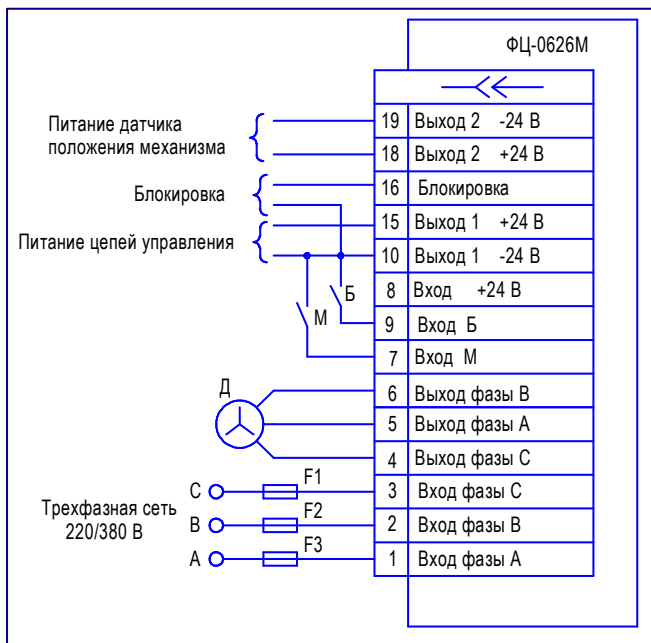 ФЦ-0626М
Питание датчика
положения механизма
19 Выход 2 -24 В
18 Выход 2 +24 В
Блокировка
16 Блокировка
Питание цепей управления
15 Выход 1 +24 В
10 Выход 1 -24 В
8 Вход +24 В
Б
9 Вход Б
М
7 Вход М
Д
6 Выход фазы В
5 Выход фазы А
4 Выход фазы С
Трехфазная сеть
220/380 В
С F1
3 Вход фазы С
В F2
2 Вход фазы В
А F3
1 Вход фазы А